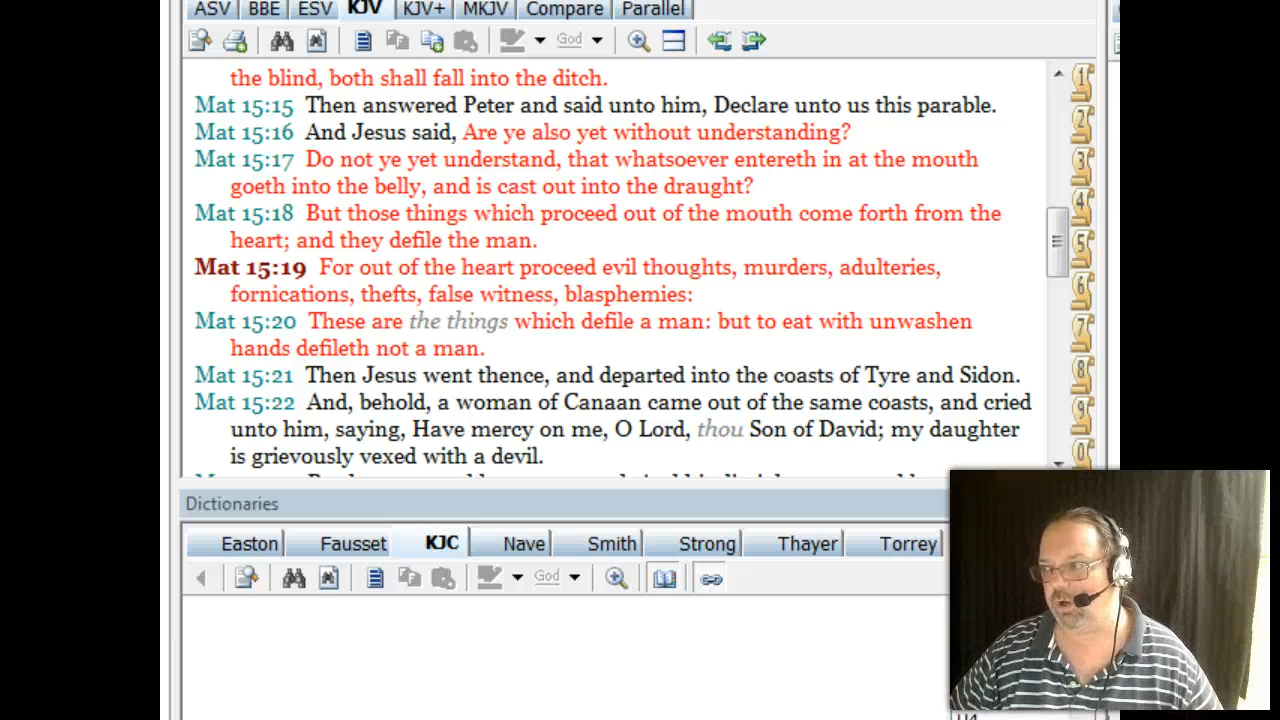 ASV BBE ESV KJV KJV+ MKJV Compare Parallel
God
the blind, both shall fall into the ditch.
Mat 15:15 Then answered Peter and said unto him, Declare unto us this parable.
Mat 15:16 And Jesus said, Are ye also yet without understanding?
Mat 15:17 Do not ye yet understand, that whatsoever entereth in at the mouth
goeth into the belly, and is cast out into the draught?
Mat 15:18 But those things which proceed out of the mouth come forth from the
heart; and they defile the man.
Mat 15:19 For out of the heart proceed evil thoughts, murders, adulteries,
fornications, thefts, false witness, blasphemies:
Mat 15:20 These are the things which defile a man: but to eat with unwashen
hands defileth not a man.
Mat 15:21 Then Jesus went thence, and departed into the coasts of Tyre and Sidon.
Mat 15:22 And, behold, a woman of Canaan came out of the same coasts, and cried
unto him, saying, Have mercy on me, O Lord, thou Son of David; my daughter
is grievously vexed with a devil.
1
2
3
4
5
6
7
8
9
0
Dictionaries
Easton Fausset KJC Nave Smith Strong Thayer Torrey
God